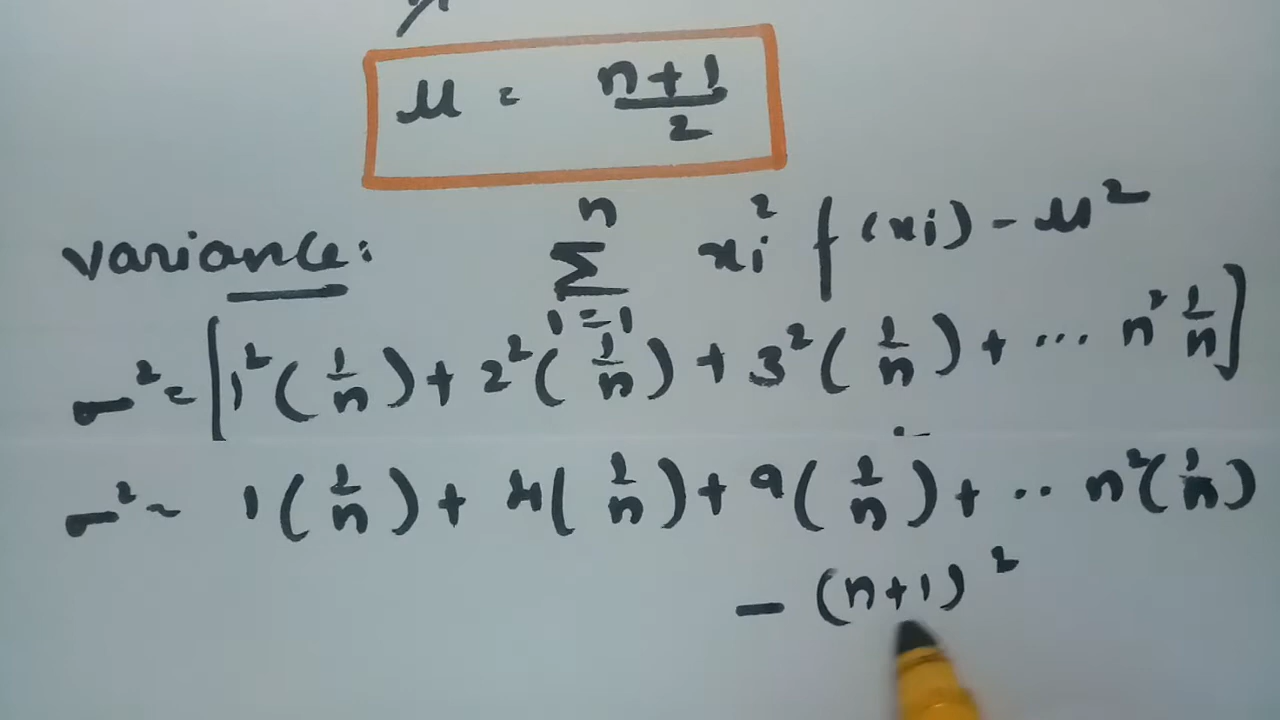 μ = n+1/2
variance: n Σ i=1 xi² f(xi) - μ²
σ² = [1²(1/n) + 2²(1/n) + 3²(1/n) + ... n² 1/n]
σ² = 1(1/n) + 4(1/n) + 9(1/n) + .. n²(1/n)
- (n+1)²